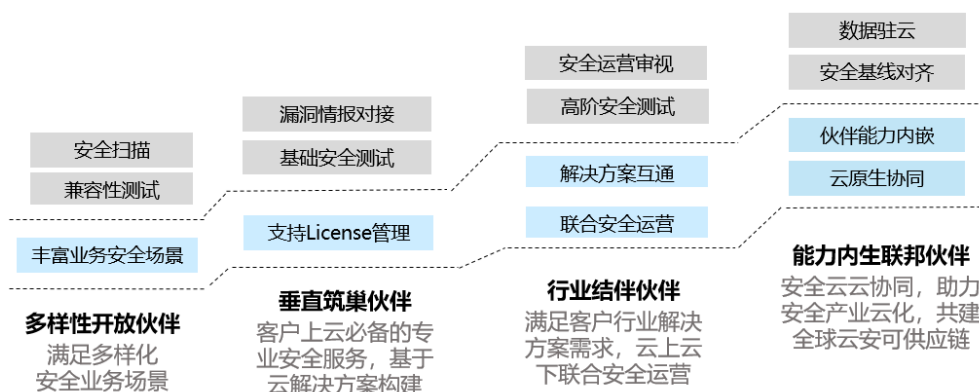 安全扫描
兼容性测试
丰富业务安全场景
多样性开放伙伴
满足多样化
安全业务场景
漏洞情报对接
基础安全测试
支持License管理
垂直筑巢伙伴
客户上云必备的专
业安全服务，基于
云解决方案构建
安全运营审视
高阶安全测试
解决方案互通
联合安全运营
行业结伴伙伴
满足客户行业解决
方案需求，云上云
下联合安全运营
数据驻云
安全基线对齐
伙伴能力内嵌
云原生协同
能力内生联邦伙伴
安全云云协同，助力
安全产业云化，共建
全球云安可供应链